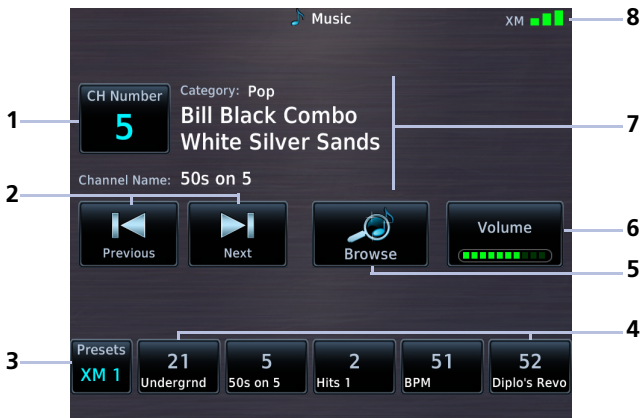 Music
XM
8
1
CH Number
5
Category: Pop
Bill Black Combo
White Silver Sands
7
Channel Name: 50s on 5
2
Previous
Next
Browse
Volume
6
5
4
3
Presets
XM 1
21
Undergrnd
5
50s on 5
2
Hits 1
51
BPM
52
Diplo's Revo